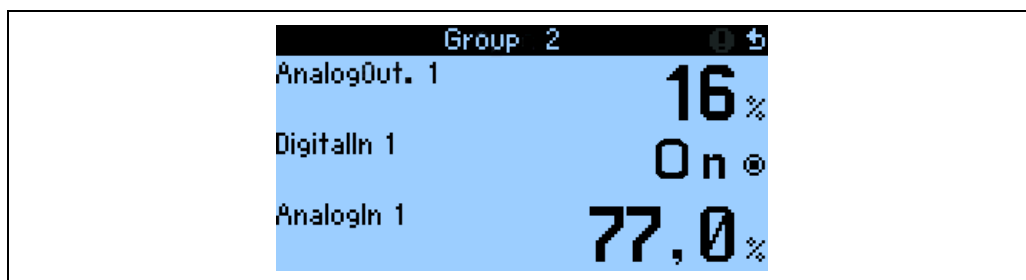 Group 2
AnalogOut. 1 16 %
DigitalIn 1 On
AnalogIn 1 77,0 %